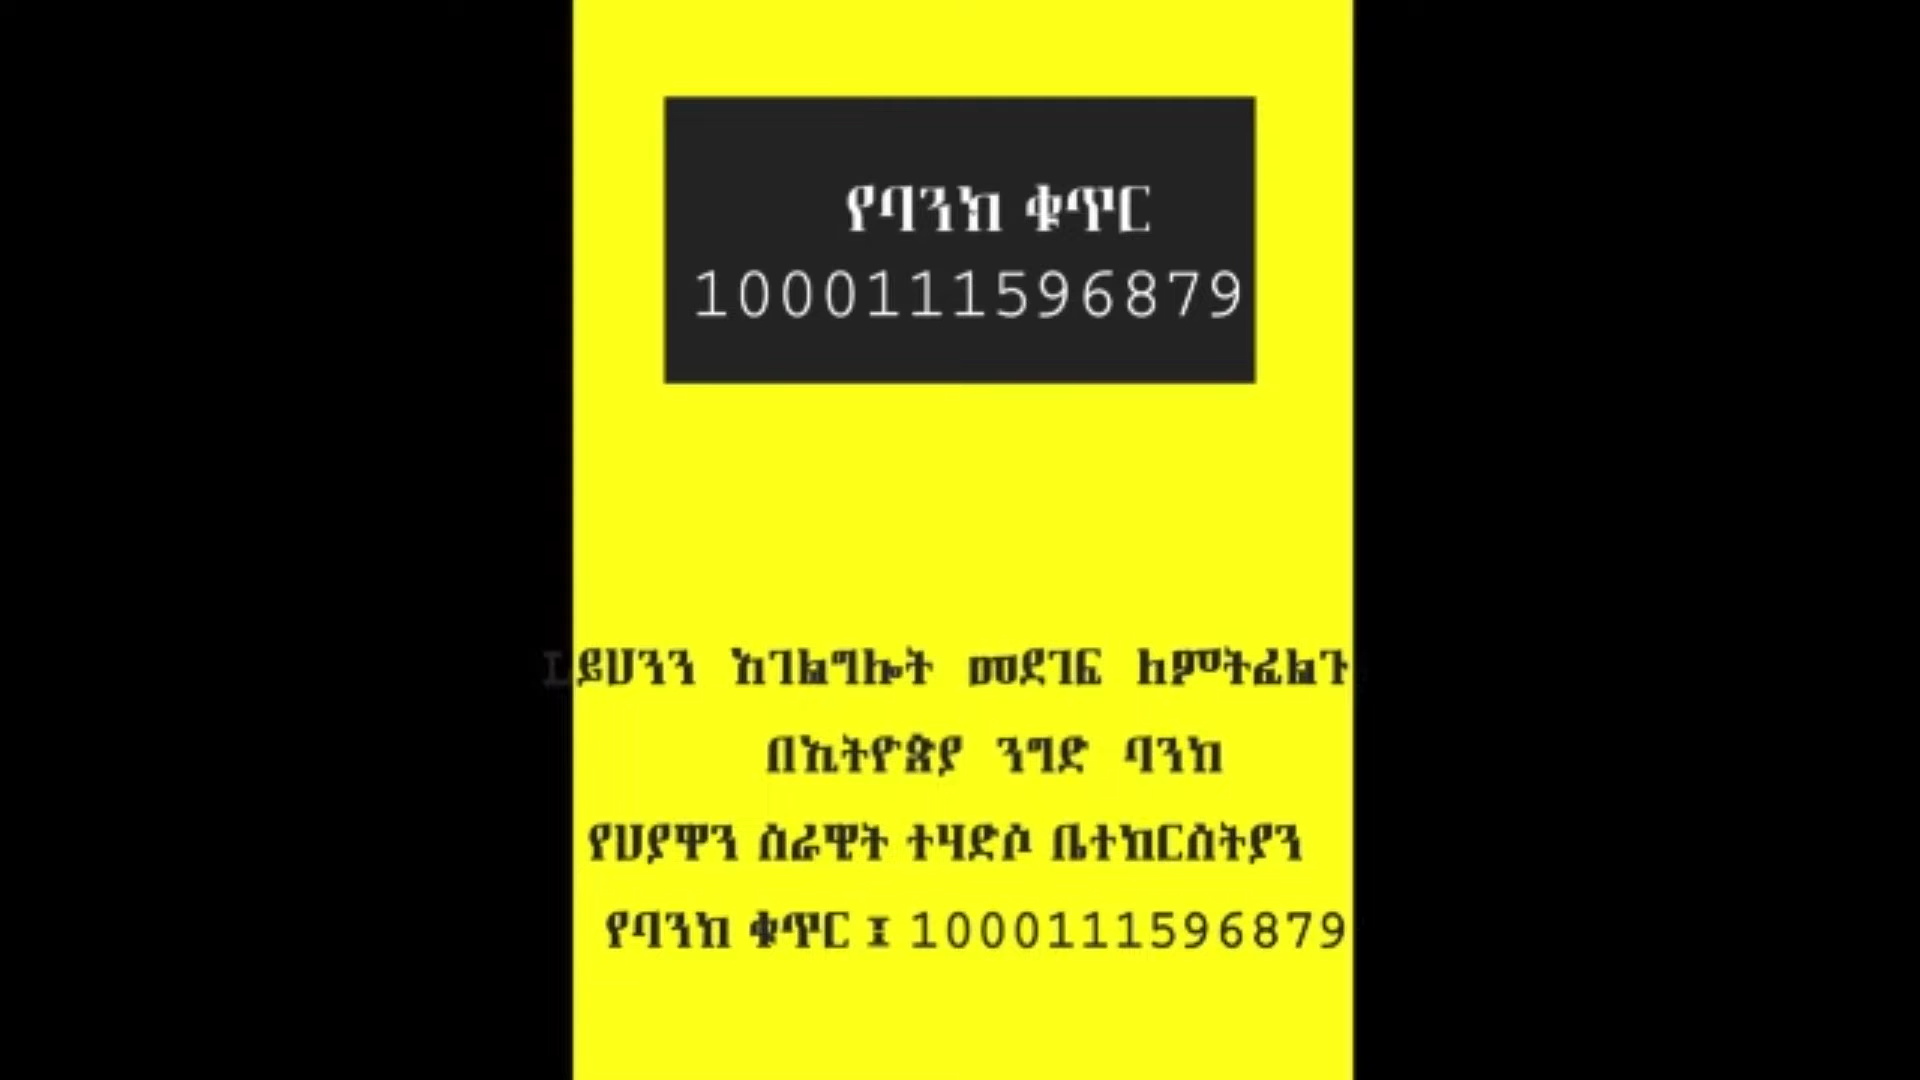 የባንክ ቁጥር
1000111596879
ይህንን አገልግሎት መደገፍ ለምትፈልጉ
በኢትዮጵያ ንግድ ባንክ
የህያዋን ሰራዊት ተሃድሶ ቤተክርስትያን
የባንክ ቁጥር ፤ 1000111596879